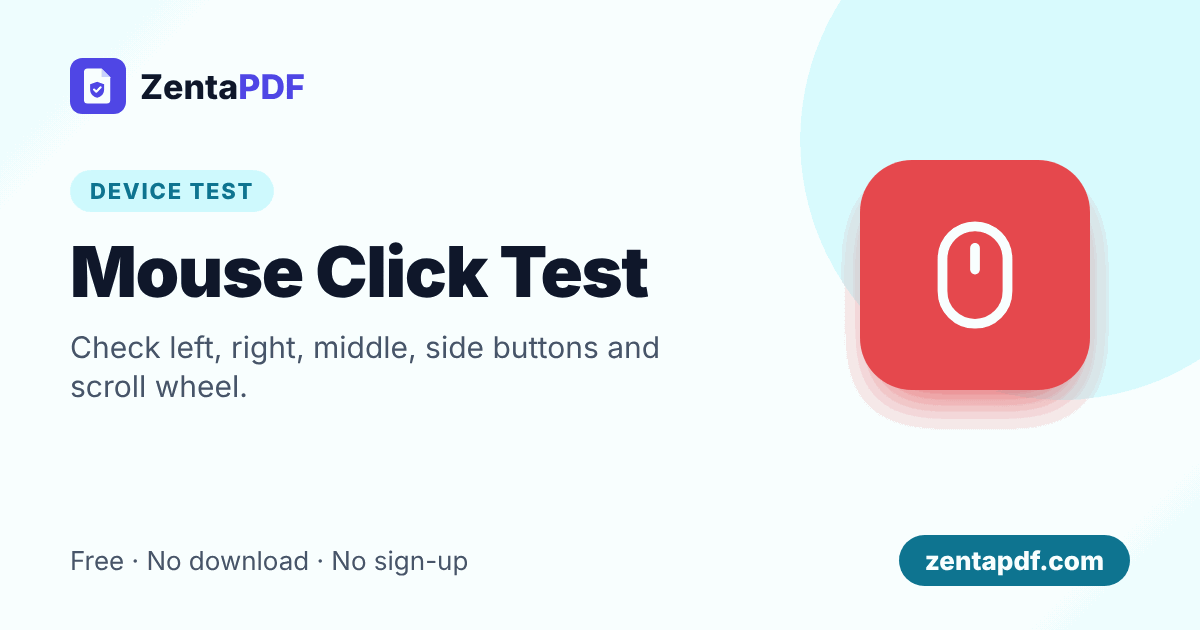 ZentaPDF
DEVICE TEST
Mouse Click Test
Check left, right, middle, side buttons and
scroll wheel.
Free · No download · No sign-up
zentapdf.com